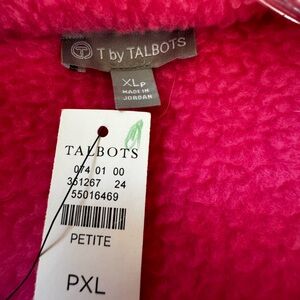 T by TALBOTS
XLP
MADE IN
JORDAN
TALBOTS
074 01 00
351267 24
55016469
PETITE
PXL